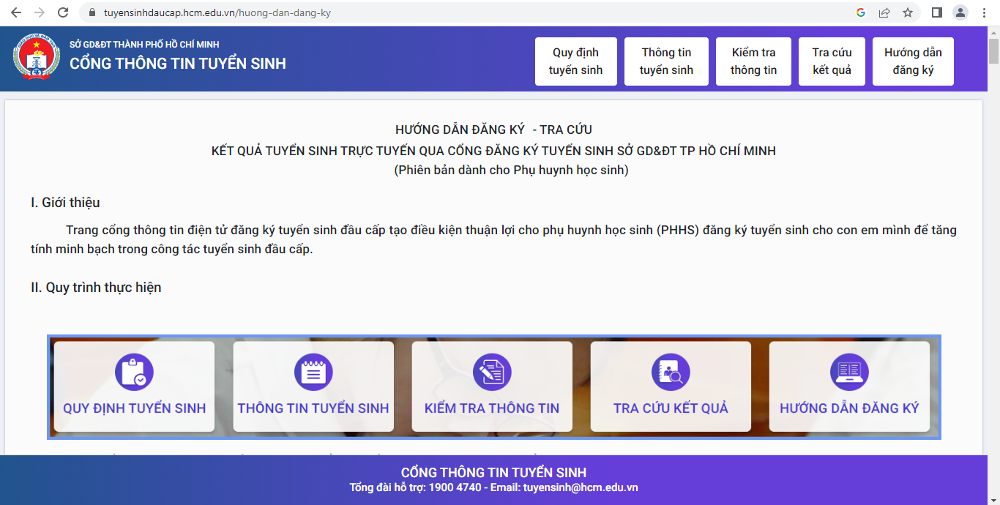 tuyensinhdaucap.hcm.edu.vn/huong-dan-dang-ky
SỞ GD&ĐT THÀNH PHỐ HỒ CHÍ MINH
CỔNG THÔNG TIN TUYỂN SINH
Quy định
tuyển sinh
Thông tin
tuyển sinh
Kiểm tra
thông tin
Tra cứu
kết quả
Hướng dẫn
đăng ký
HƯỚNG DẪN ĐĂNG KÝ - TRA CỨU
KẾT QUẢ TUYỂN SINH TRỰC TUYẾN QUA CỔNG ĐĂNG KÝ TUYỂN SINH SỞ GD&ĐT TP HỒ CHÍ MINH
(Phiên bản dành cho Phụ huynh học sinh)
I. Giới thiệu
Trang cổng thông tin điện tử đăng ký tuyển sinh đầu cấp tạo điều kiện thuận lợi cho phụ huynh học sinh (PHHS) đăng ký tuyển sinh cho con em mình để tăng
tính minh bạch trong công tác tuyển sinh đầu cấp.
II. Quy trình thực hiện
QUY ĐỊNH TUYỂN SINH
THÔNG TIN TUYỂN SINH
KIỂM TRA THÔNG TIN
TRA CỨU KẾT QUẢ
HƯỚNG DẪN ĐĂNG KÝ
CỔNG THÔNG TIN TUYỂN SINH
Tổng đài hỗ trợ: 1900 4740 - Email: tuyensinh@hcm.edu.vn